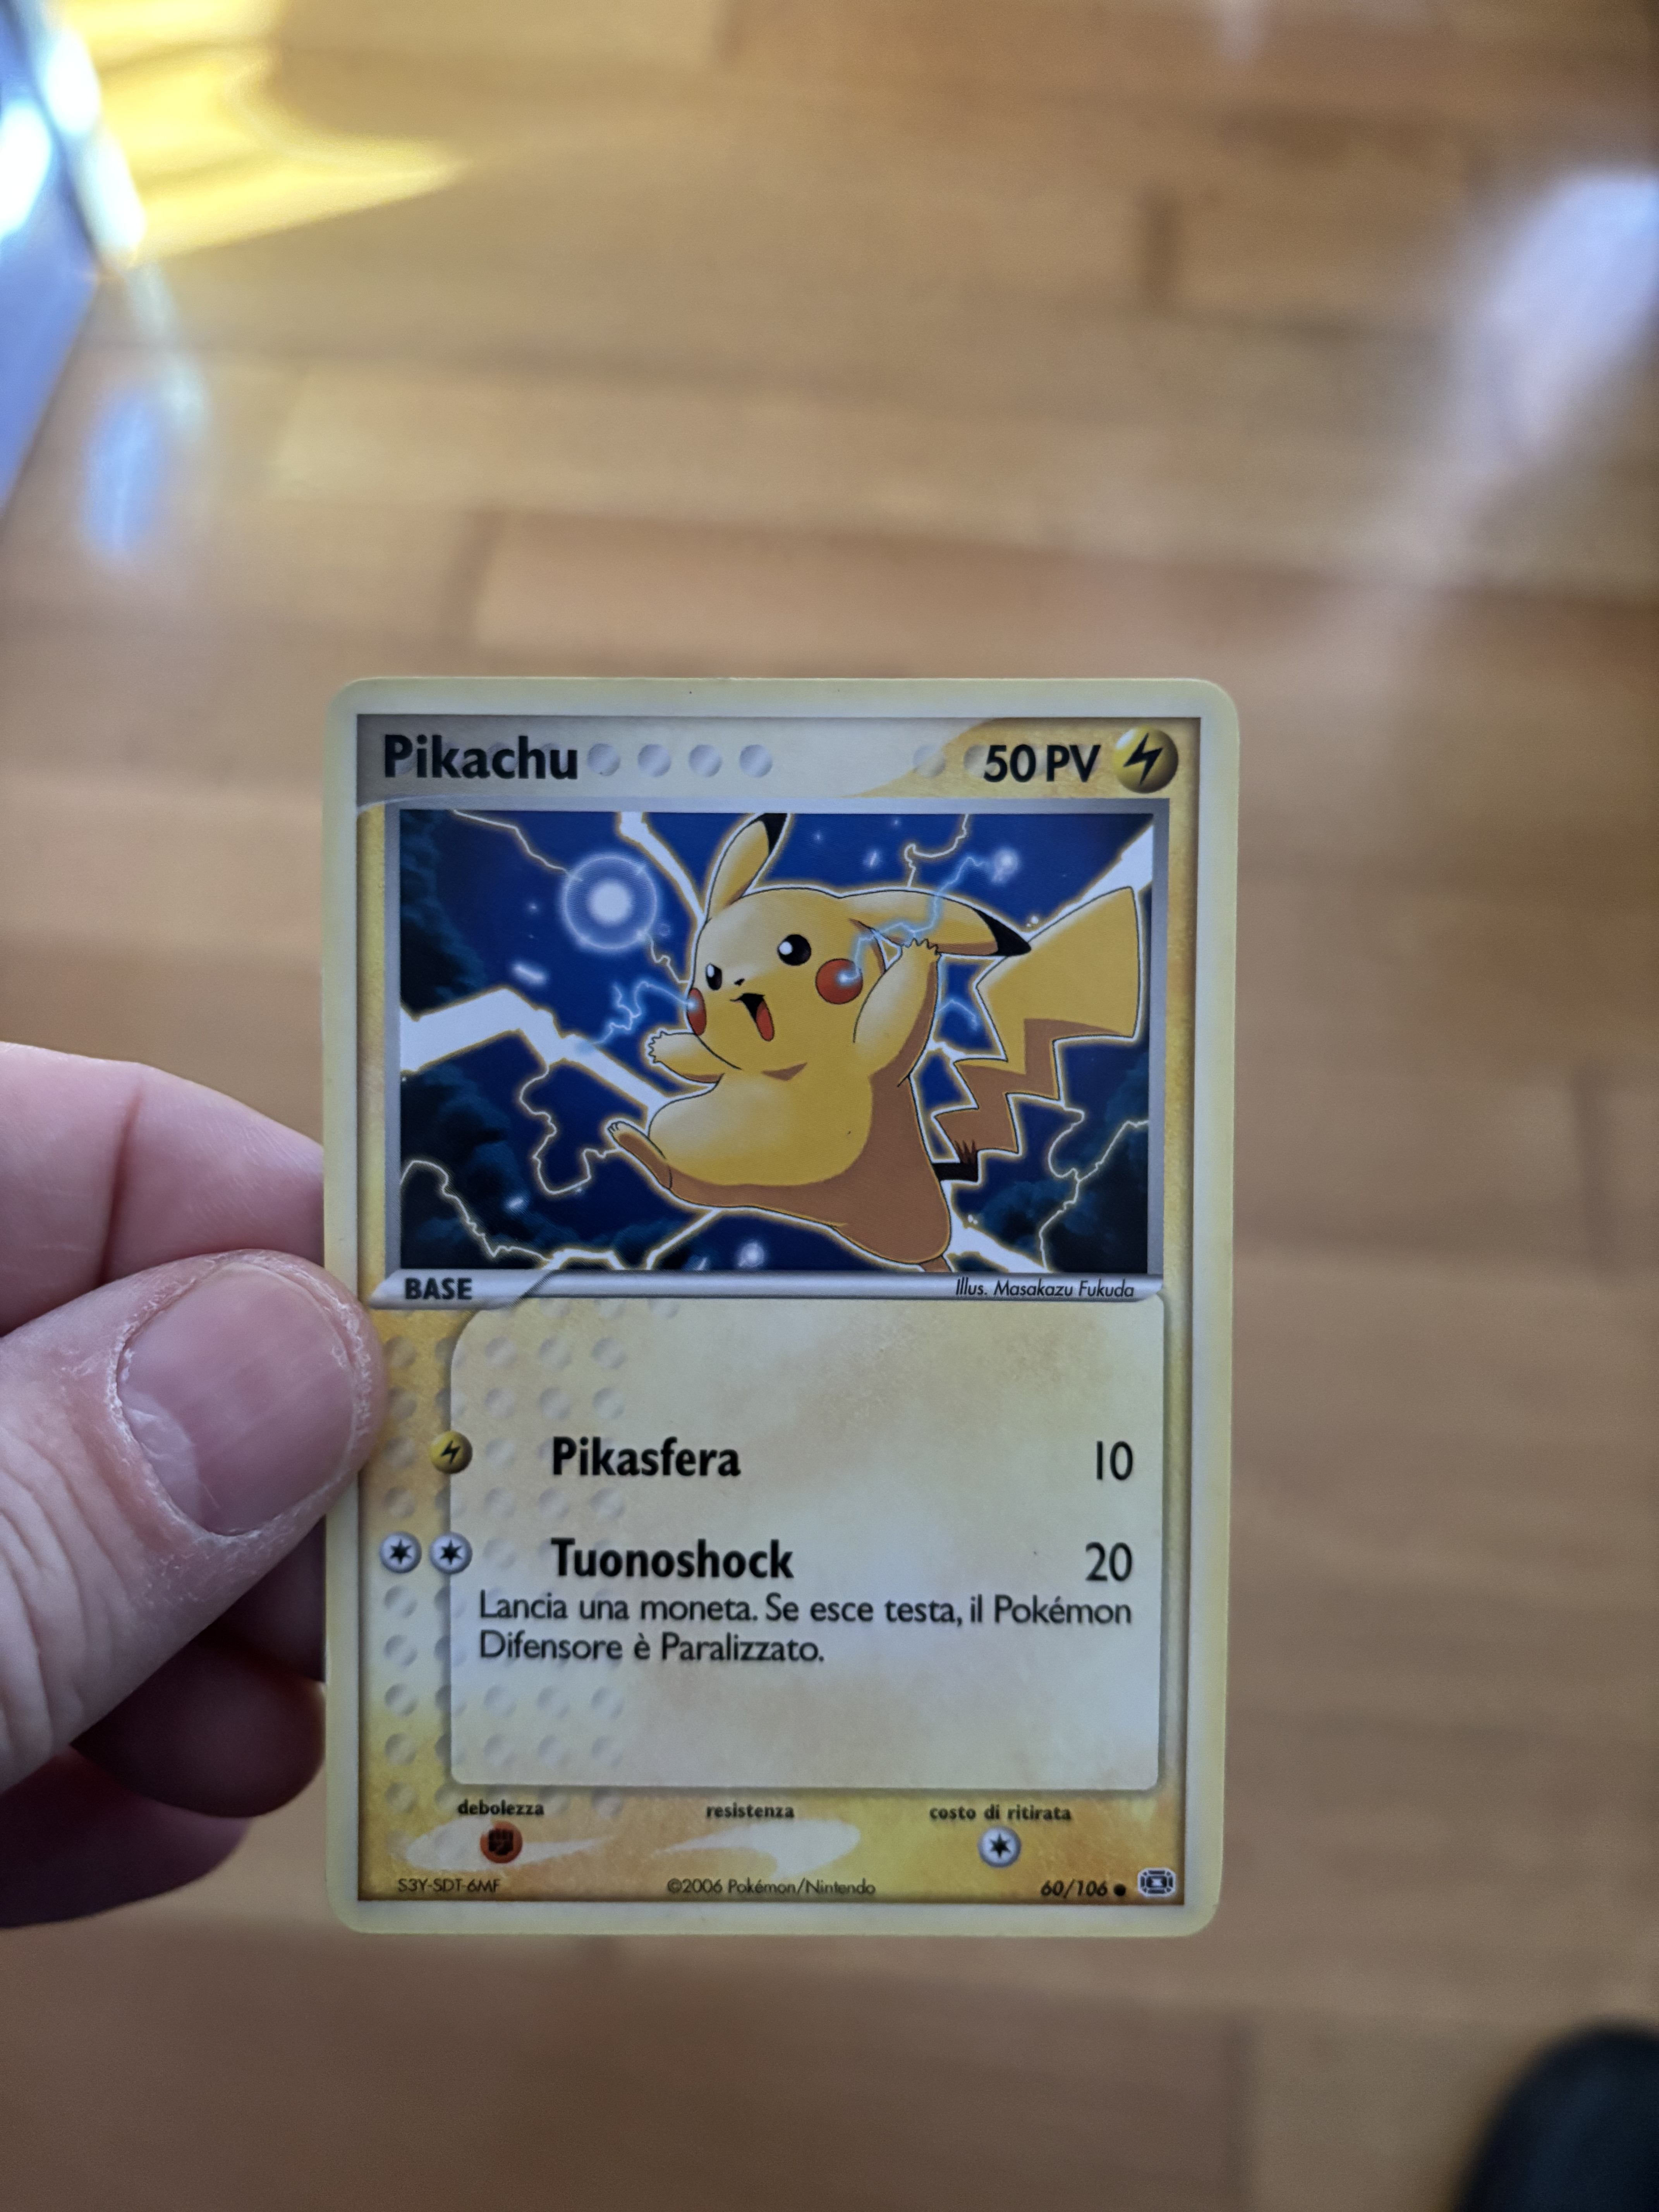 Pikachu 50 PV
BASE Illus. Masakazu Fukuda
Pikasfera 10
Tuonoshock 20
Lancia una moneta. Se esce testa, il Pokémon
Difensore è Paralizzato.
debolezza resistenza costo di ritirata
S3Y-SDT-6MF ©2006 Pokémon/Nintendo 60/106